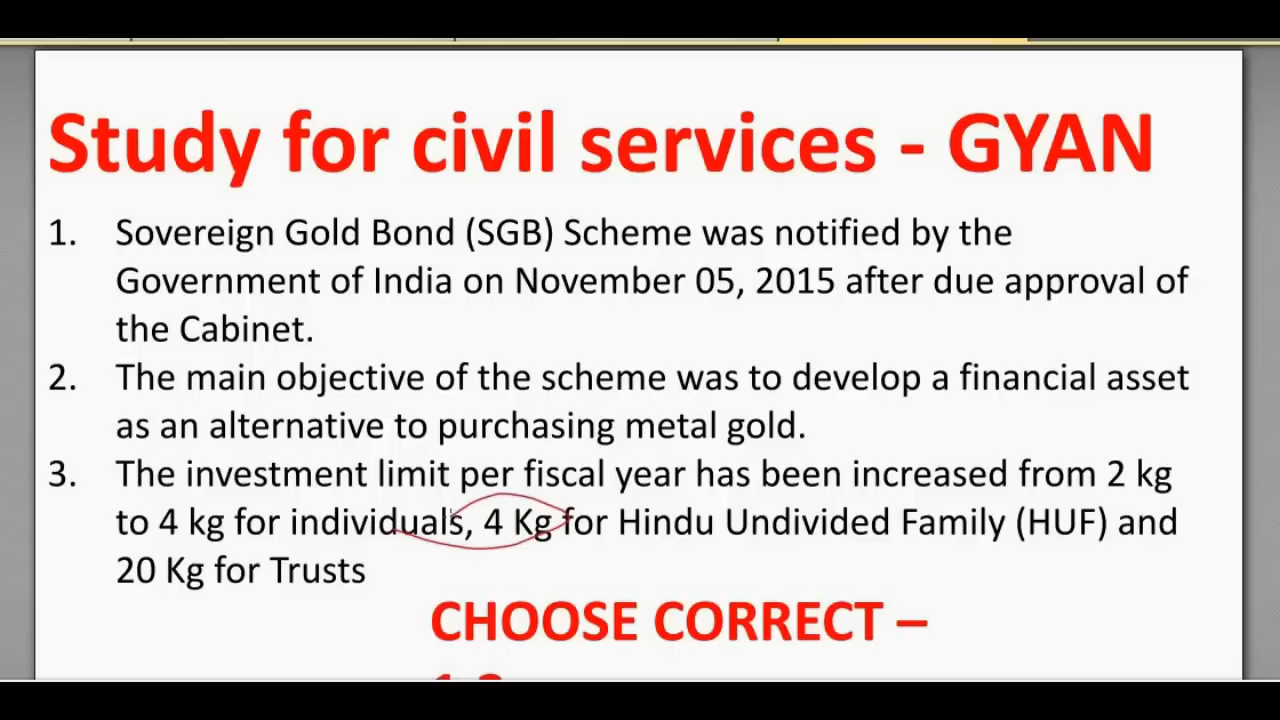 Study for civil services - GYAN
1. Sovereign Gold Bond (SGB) Scheme was notified by the
Government of India on November 05, 2015 after due approval of
the Cabinet.
2. The main objective of the scheme was to develop a financial asset
as an alternative to purchasing metal gold.
3. The investment limit per fiscal year has been increased from 2 kg
to 4 kg for individuals, 4 Kg for Hindu Undivided Family (HUF) and
20 Kg for Trusts
CHOOSE CORRECT –